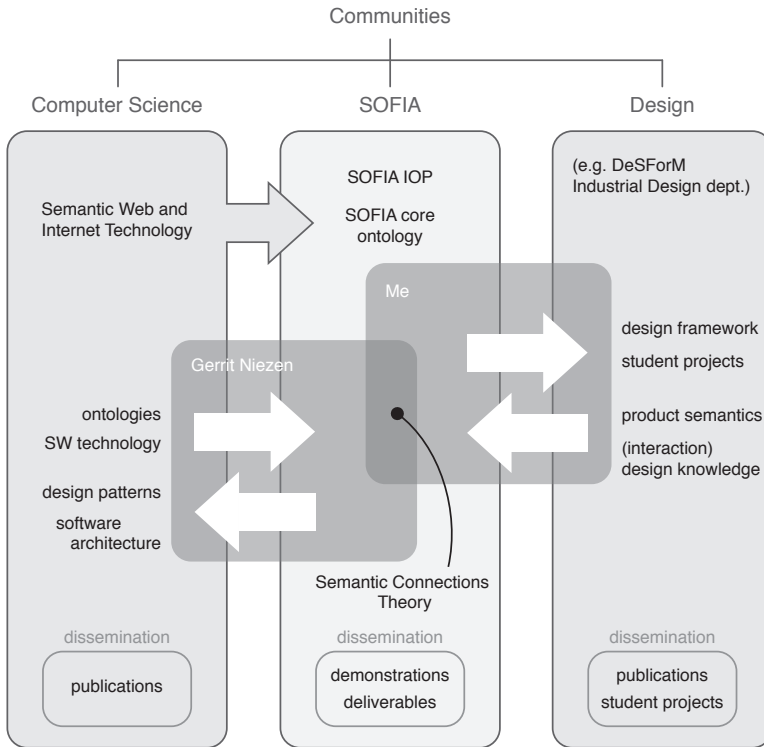 Communities
Computer Science
SOFIA
Design
Semantic Web and
Internet Technology
SOFIA IOP
SOFIA core
ontology
(e.g. DeSForM
Industrial Design dept.)
Me
design framework
student projects
product semantics
(interaction)
design knowledge
Gerrit Niezen
ontologies
SW technology
design patterns
software
architecture
Semantic Connections
Theory
dissemination
publications
dissemination
demonstrations
deliverables
dissemination
publications
student projects